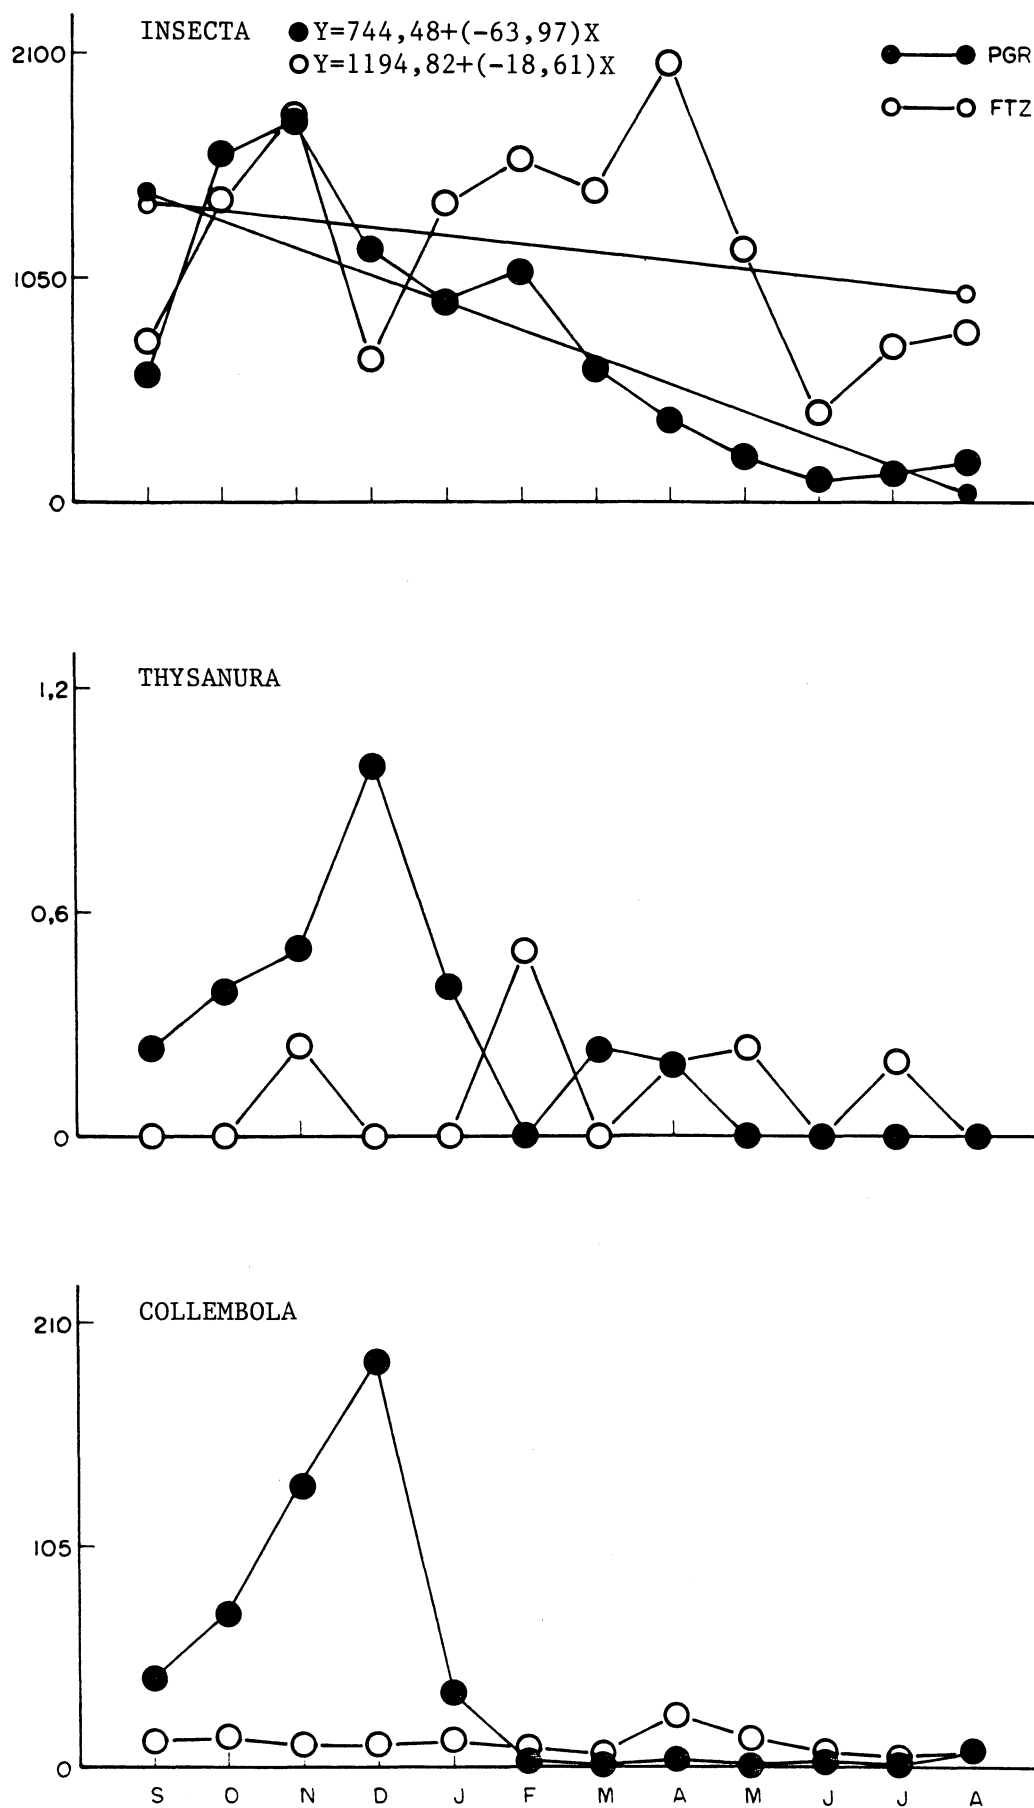 INSECTA ●Y=744,48+(-63,97)X
○Y=1194,82+(-18,61)X
●—● PGR
○—○ FTZ
2100
1050
0
THYSANURA
1,2
0,6
0
COLLEMBOLA
210
105
0
S O N D J F M A M J J A